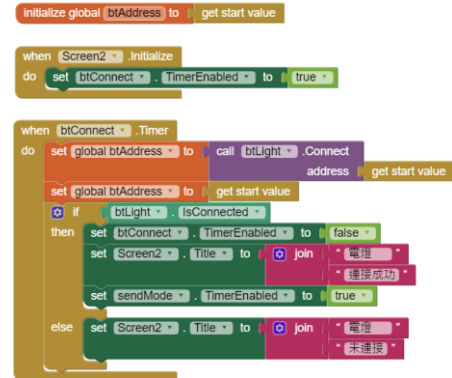 initialize global btAddress to get start value
when Screen2 .Initialize
do set btConnect . TimerEnabled to true
when btConnect .Timer
do set global btAddress to call btLight .Connect
address get start value
set global btAddress to get start value
if btLight . IsConnected
then set btConnect . TimerEnabled to false
set Screen2 . Title to join " 電燈 "
" 連接成功 "
set sendMode . TimerEnabled to true
else set Screen2 . Title to join " 電燈 "
" 未連接 "